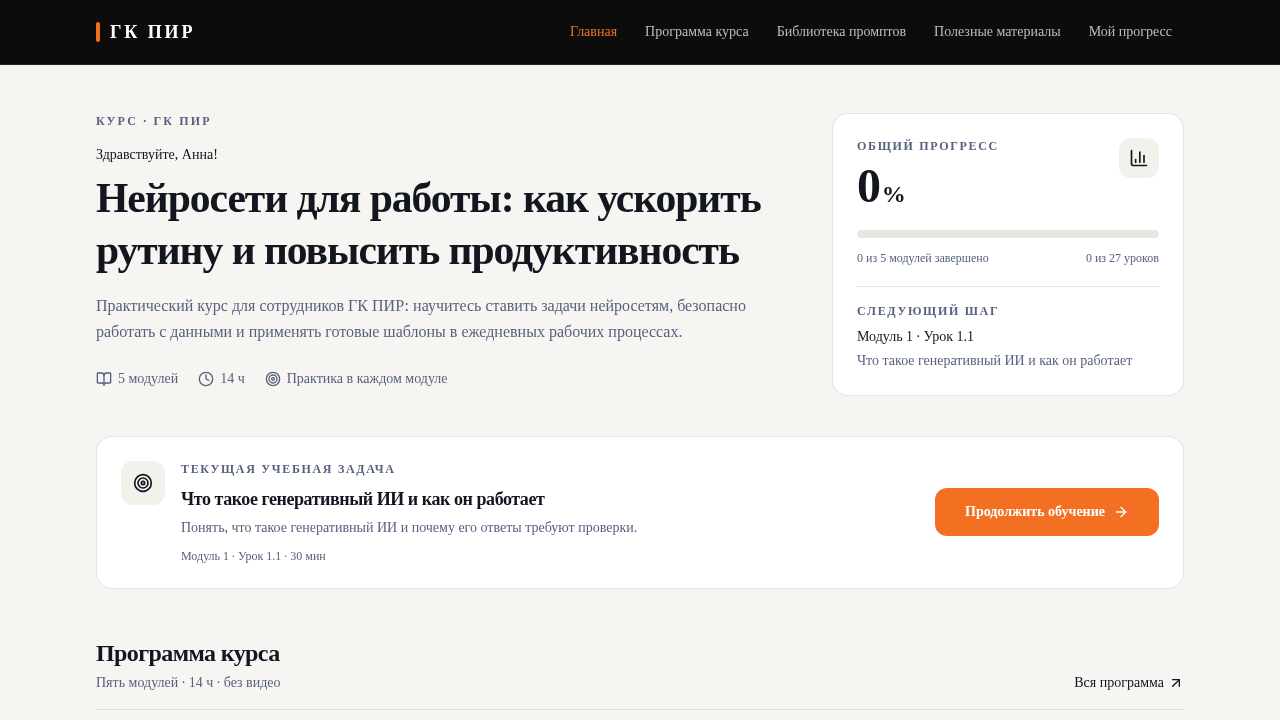 ГК ПИР
Главная
Программа курса
Библиотека промптов
Полезные материалы
Мой прогресс
КУРС · ГК ПИР
Здравствуйте, Анна!
Нейросети для работы: как ускорить
рутину и повысить продуктивность
Практический курс для сотрудников ГК ПИР: научитесь ставить задачи нейросетям, безопасно
работать с данными и применять готовые шаблоны в ежедневных рабочих процессах.
5 модулей
14 ч
Практика в каждом модуле
ОБЩИЙ ПРОГРЕСС
0%
0 из 5 модулей завершено
0 из 27 уроков
СЛЕДУЮЩИЙ ШАГ
Модуль 1 · Урок 1.1
Что такое генеративный ИИ и как он работает
ТЕКУЩАЯ УЧЕБНАЯ ЗАДАЧА
Что такое генеративный ИИ и как он работает
Понять, что такое генеративный ИИ и почему его ответы требуют проверки.
Модуль 1 · Урок 1.1 · 30 мин
Продолжить обучение
Программа курса
Пять модулей · 14 ч · без видео
Вся программа